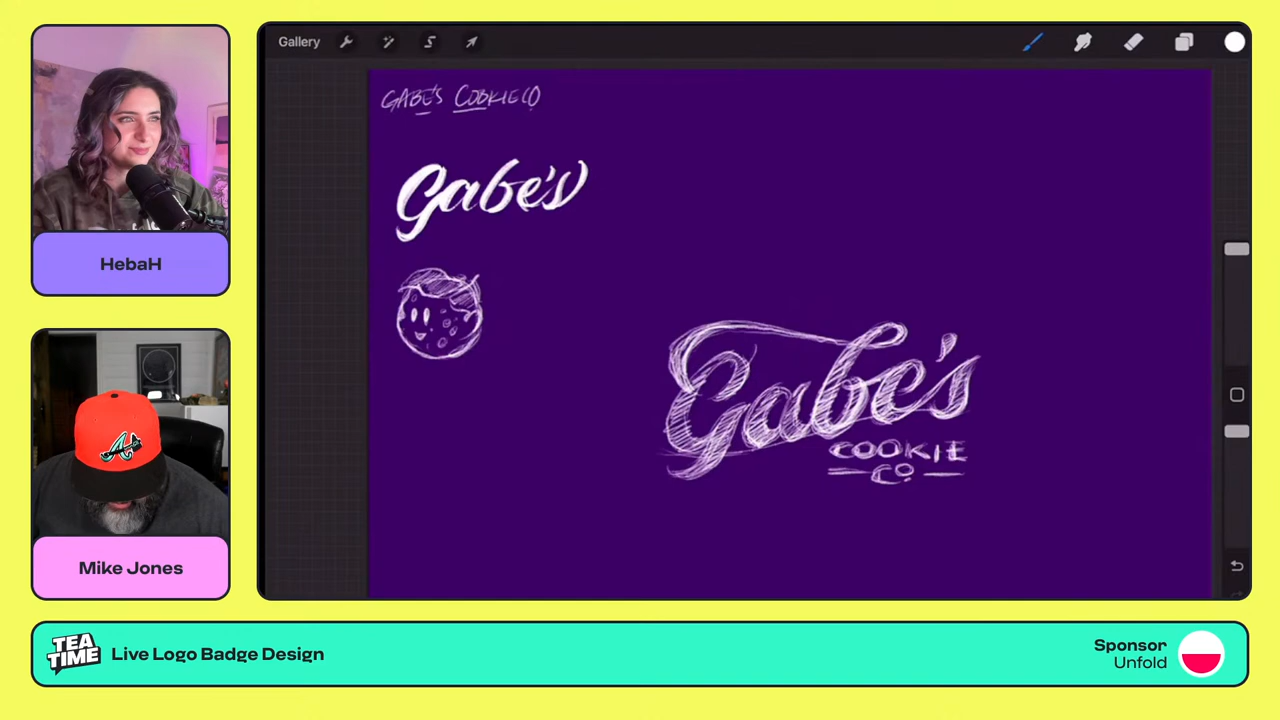 Gallery
GABE'S COOKIE CO
Gabe's
Gabe's
COOKIE
CO
HebaH
Mike Jones
TEA
TIME
Live Logo Badge Design
Sponsor
Unfold